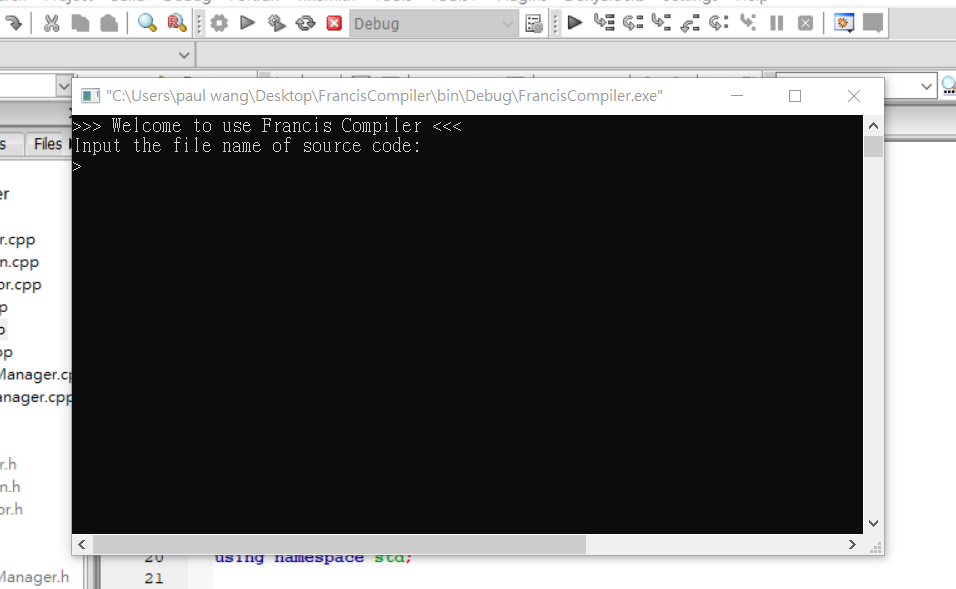 Debug
"C:\Users\paul wang\Desktop\FrancisCompiler\bin\Debug\FrancisCompiler.exe"
>>> Welcome to use Francis Compiler <<<
s Files
Input the file name of source code:
>
er
r.cpp
n.cpp
or.cpp
p
p
pp
Manager.cp
anager.cpp
r.h
n.h
or.h
20 using namespace std;
Manager.h
21